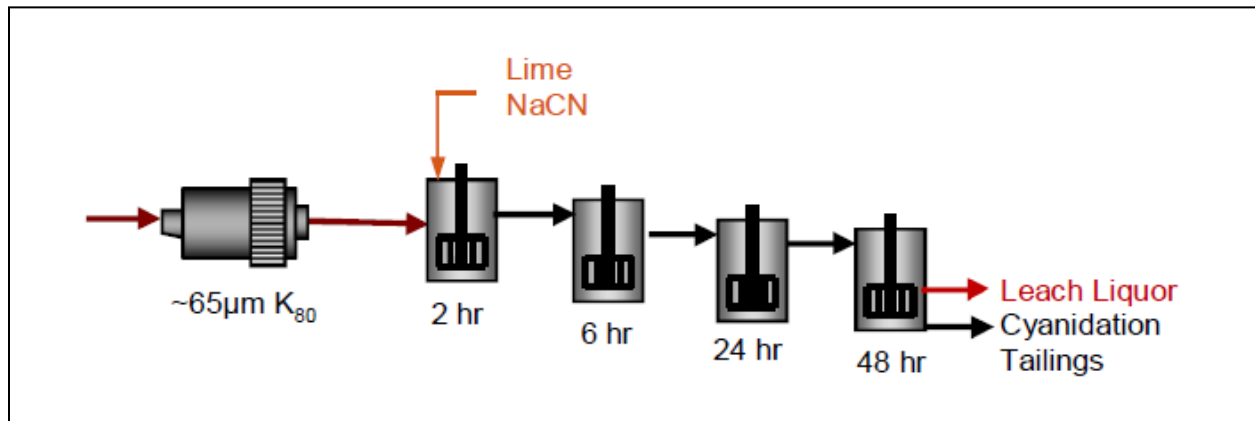 Lime
NaCN
~65µm K₈₀
2 hr
6 hr
24 hr
48 hr
Leach Liquor
Cyanidation
Tailings